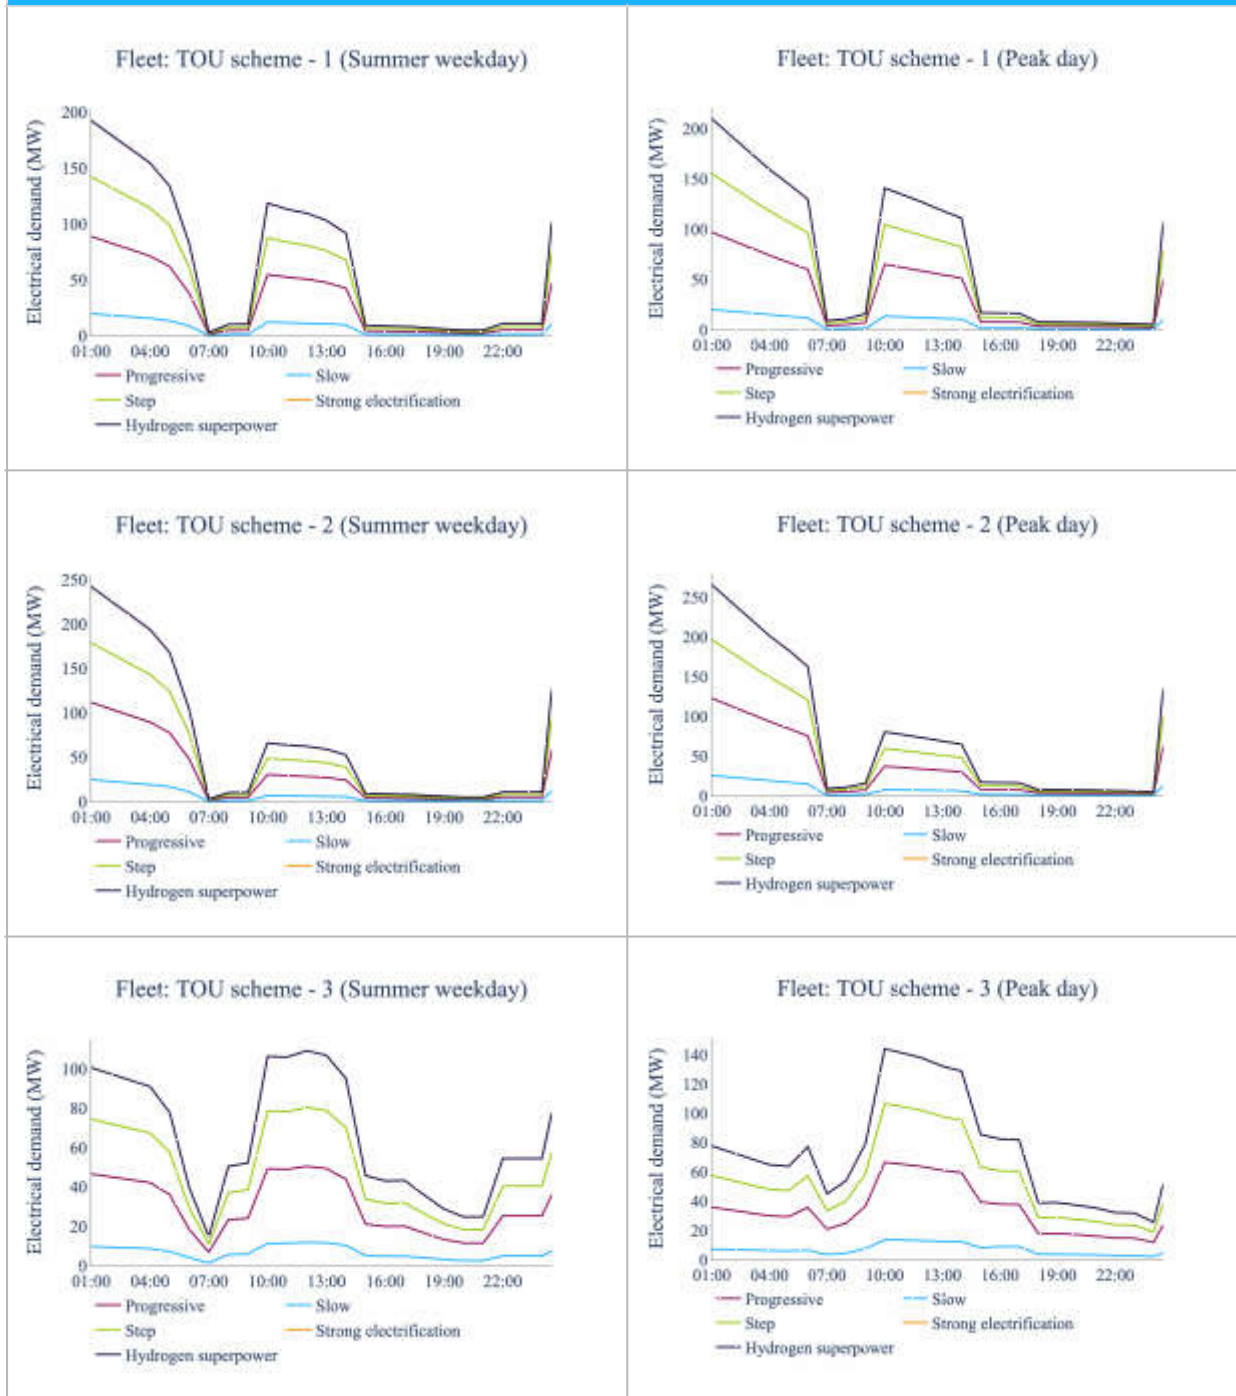 Fleet: TOU scheme - 1 (Summer weekday)
Electrical demand (MW)
200
150
100
50
0
01:00 04:00 07:00 10:00 13:00 16:00 19:00 22:00
Progressive Slow
Step Strong electrification
Hydrogen superpower
Fleet: TOU scheme - 1 (Peak day)
Electrical demand (MW)
200
150
100
50
0
01:00 04:00 07:00 10:00 13:00 16:00 19:00 22:00
Progressive Slow
Step Strong electrification
Hydrogen superpower
Fleet: TOU scheme - 2 (Summer weekday)
Electrical demand (MW)
250
200
150
100
50
0
01:00 04:00 07:00 10:00 13:00 16:00 19:00 22:00
Progressive Slow
Step Strong electrification
Hydrogen superpower
Fleet: TOU scheme - 2 (Peak day)
Electrical demand (MW)
250
200
150
100
50
0
01:00 04:00 07:00 10:00 13:00 16:00 19:00 22:00
Progressive Slow
Step Strong electrification
Hydrogen superpower
Fleet: TOU scheme - 3 (Summer weekday)
Electrical demand (MW)
100
80
60
40
20
0
01:00 04:00 07:00 10:00 13:00 16:00 19:00 22:00
Progressive Slow
Step Strong electrification
Hydrogen superpower
Fleet: TOU scheme - 3 (Peak day)
Electrical demand (MW)
140
120
100
80
60
40
20
0
01:00 04:00 07:00 10:00 13:00 16:00 19:00 22:00
Progressive Slow
Step Strong electrification
Hydrogen superpower